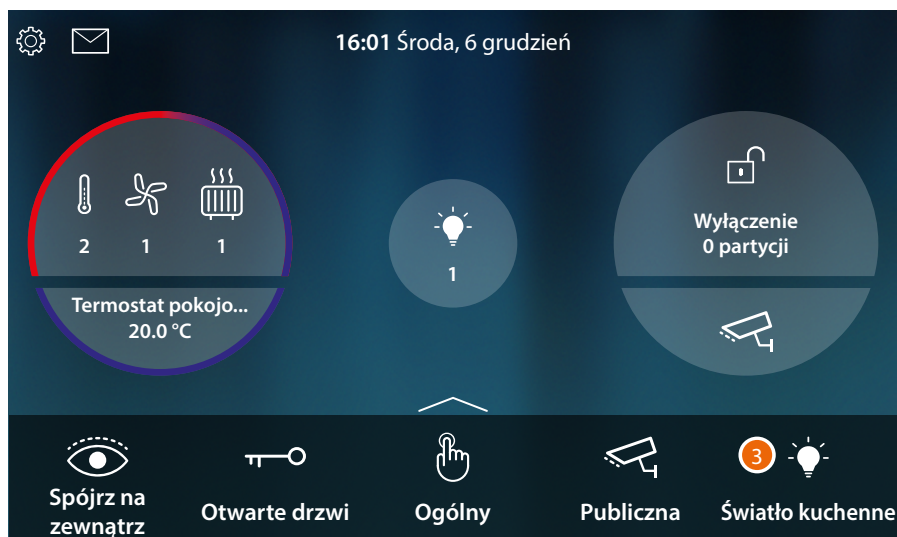 16:01 Środa, 6 grudzień
2 1 1
Termostat pokojo...
20.0 °C
1
Wyłączenie
0 partycji
Spójrz na
zewnątrz
Otwarte drzwi
Ogólny
Publiczna
3
Światło kuchenne